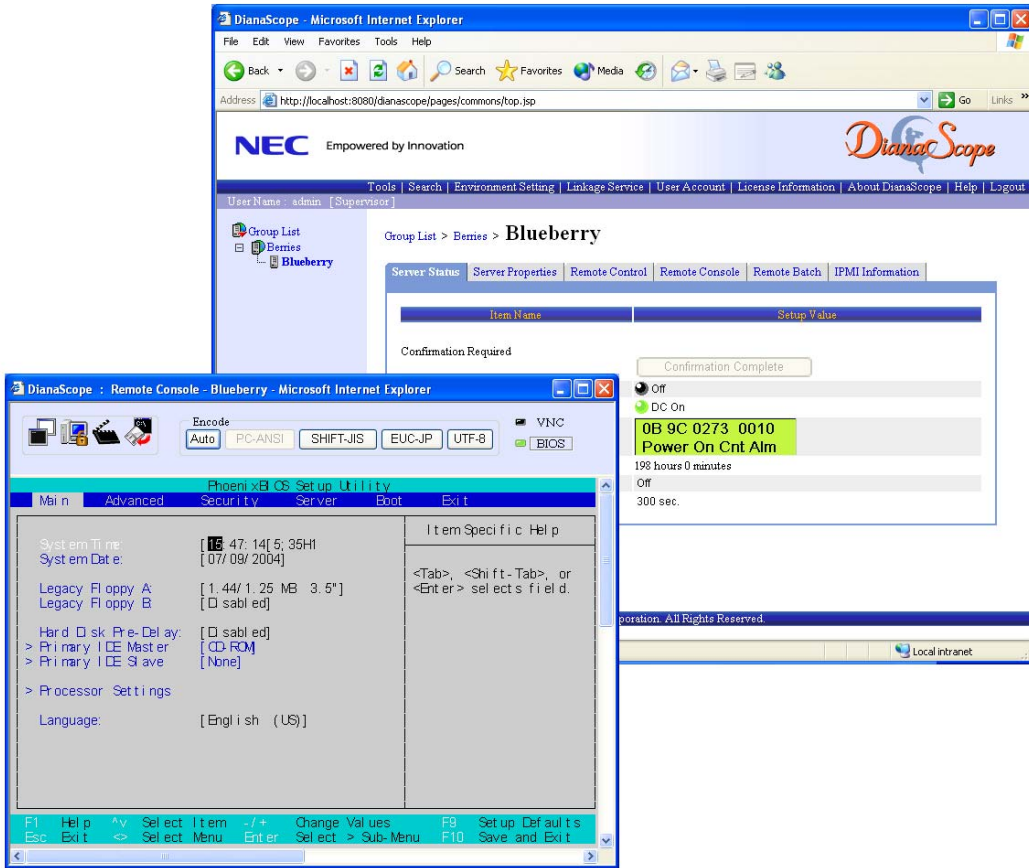 DianaScope - Microsoft Internet Explorer
File Edit View Favorites Tools Help
Back Search Favorites Media
Address http://localhost:8080/dianascope/pages/commons/top.jsp Go Links »
NEC Empowered by Innovation DianaScope
Tools | Search | Environment Setting | Linkage Service | User Account | License Information | About DianaScope | Help | Logout
User Name : admin [Supervisor]
Group List
Berries
Blueberry
Group List > Berries > Blueberry
Server Status Server Properties Remote Control Remote Console Remote Batch IPMI Information
Item Name Setup Value
Confirmation Required
Confirmation Complete
Off
DC On
0B 9C 0273 0010
Power On Cnt Alm
198 hours 0 minutes
Off
300 sec.
poration. All Rights Reserved.
Local intranet
DianaScope : Remote Console - Blueberry - Microsoft Internet Explorer
Encode
Auto PC-ANSI SHIFT-JIS EUC-JP UTF-8
VNC
BIOS
PhoenixBIOS Setup Utility
Main Advanced Security Server Boot Exit
Item Specific Help
System Time: [15:47:14[5;35H1
System Date: [07/09/2004]
<Tab>, <Shift-Tab>, or
<Enter> selects field.
Legacy Floppy A: [1.44/1.25 MB 3.5"]
Legacy Floppy B: [Disabled]
Hard Disk Pre-Delay: [Disabled]
> Primary IDE Master [CD-ROM]
> Primary IDE Slave [None]
> Processor Settings
Language: [English (US)]
F1 Help ^v Select Item -/+ Change Values F9 Setup Defaults
Esc Exit <> Select Menu Enter Select > Sub-Menu F10 Save and Exit